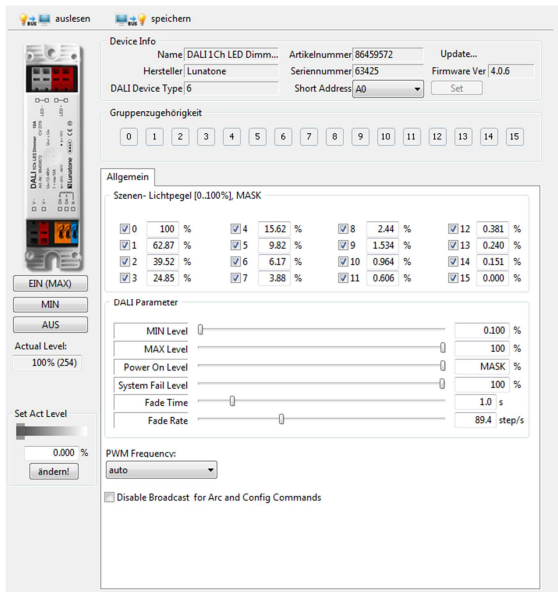 auslesen speichern
Device Info
Name DALI 1Ch LED Dimm... Artikelnummer 86459572 Update...
Hersteller Lunatone Seriennummer 63425 Firmware Ver 4.0.6
DALI Device Type 6 Short Address A0 Set
Gruppenzugehörigkeit
0 1 2 3 4 5 6 7 8 9 10 11 12 13 14 15
Allgemein
Szenen- Lichtpegel [0..100%], MASK
0 100 % 4 15.62 % 8 2.44 % 12 0.381 %
1 62.87 % 5 9.82 % 9 1.534 % 13 0.240 %
2 39.52 % 6 6.17 % 10 0.964 % 14 0.151 %
3 24.85 % 7 3.88 % 11 0.606 % 15 0.000 %
EIN (MAX)
MIN
AUS
Actual Level:
100% (254)
Set Act Level
0.000 %
ändern!
DALI Parameter
MIN Level 0.100 %
MAX Level 100 %
Power On Level MASK %
System Fail Level 100 %
Fade Time 1.0 s
Fade Rate 89.4 step/s
PWM Frequency:
auto
Disable Broadcast for Arc and Config Commands
DALI 1Ch LED Dimmer
Lunatone